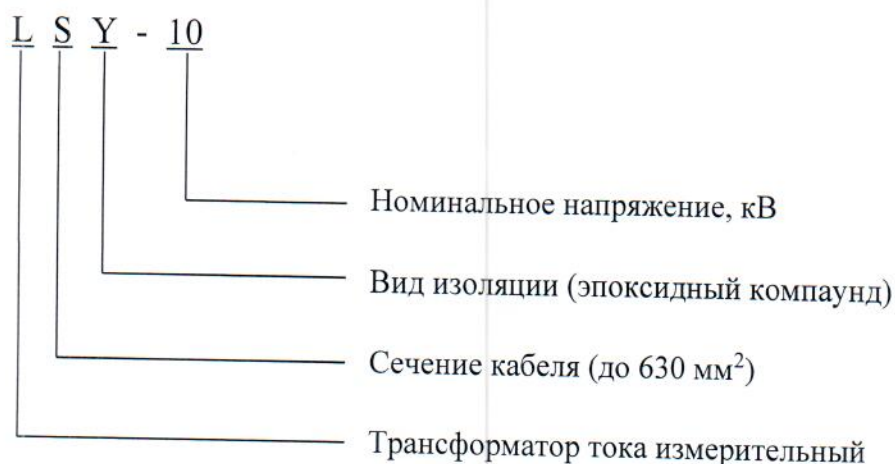 L S Y - 10
Номинальное напряжение, кВ
Вид изоляции (эпоксидный компаунд)
Сечение кабеля (до 630 мм²)
Трансформатор тока измерительный